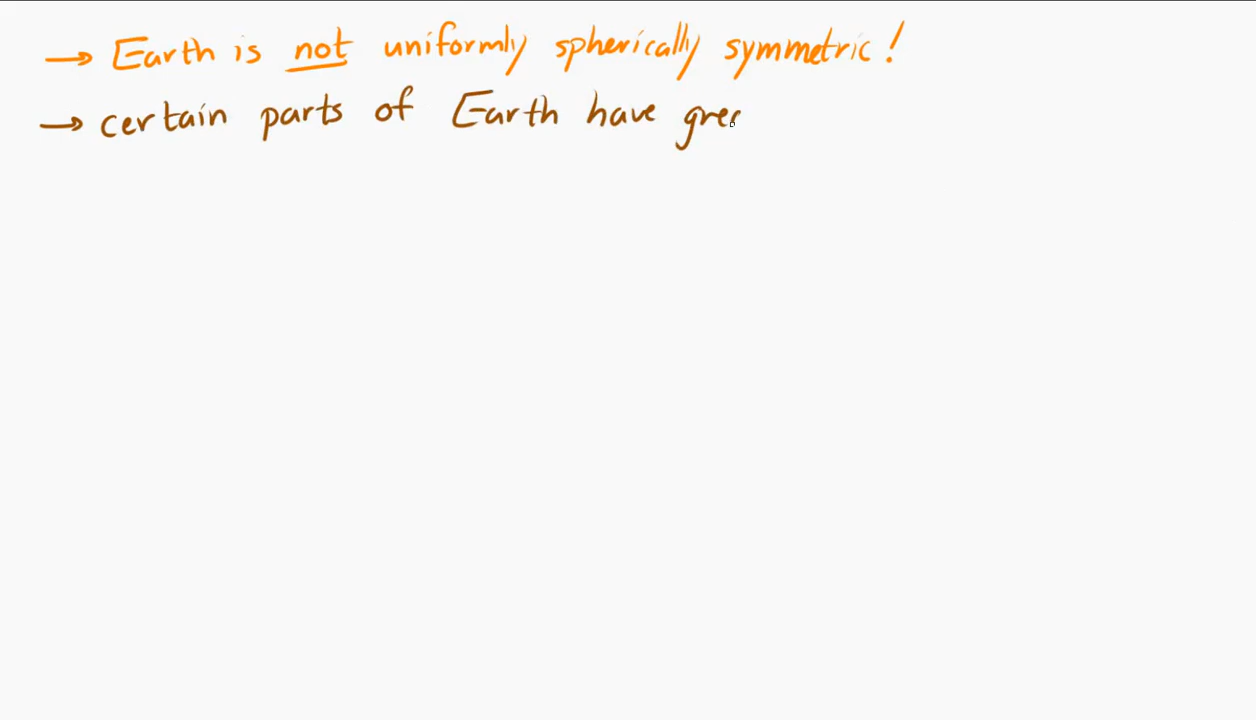 → Earth is not uniformly spherically symmetric!
→ certain parts of Earth have grea